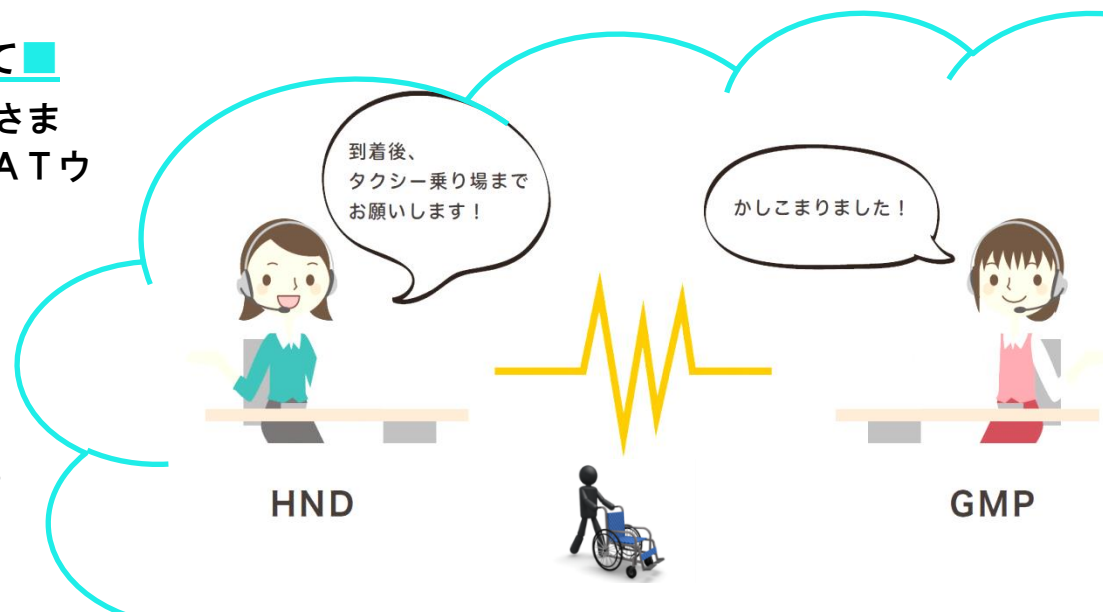 て■
さま
ＡＴウ
到着後、
タクシー乗り場まで
お願いします！
かしこまりました！
HND
GMP